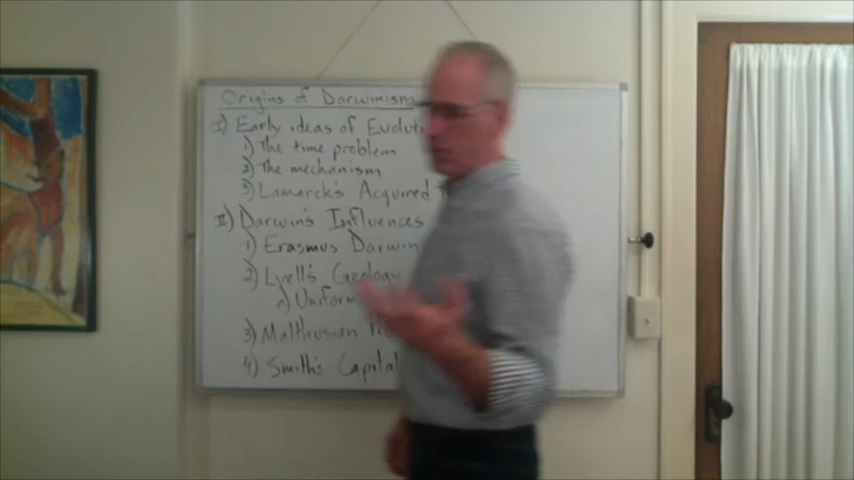 Origins of Darwinism
I) Early ideas of Evoluti
1) The time problem
2) The mechanism
3) Lamarck's Acquired
II) Darwin's Influences
1) Erasmus Darwin
2) Lyell's Geology
a) Uniform
3) Malthusian
4) Smith's Capital